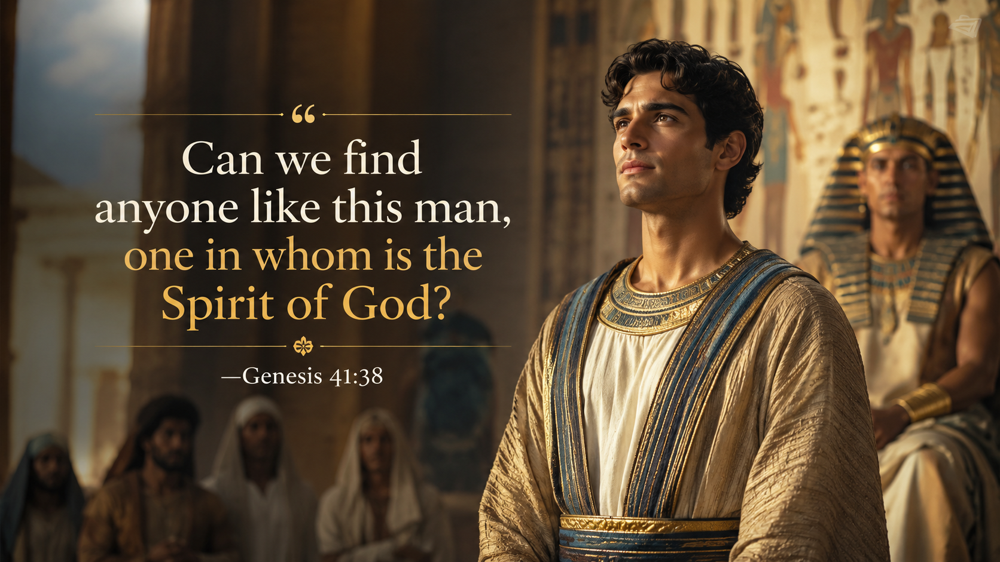 “
Can we find
anyone like this man,
one in whom is the
Spirit of God?
—Genesis 41:38